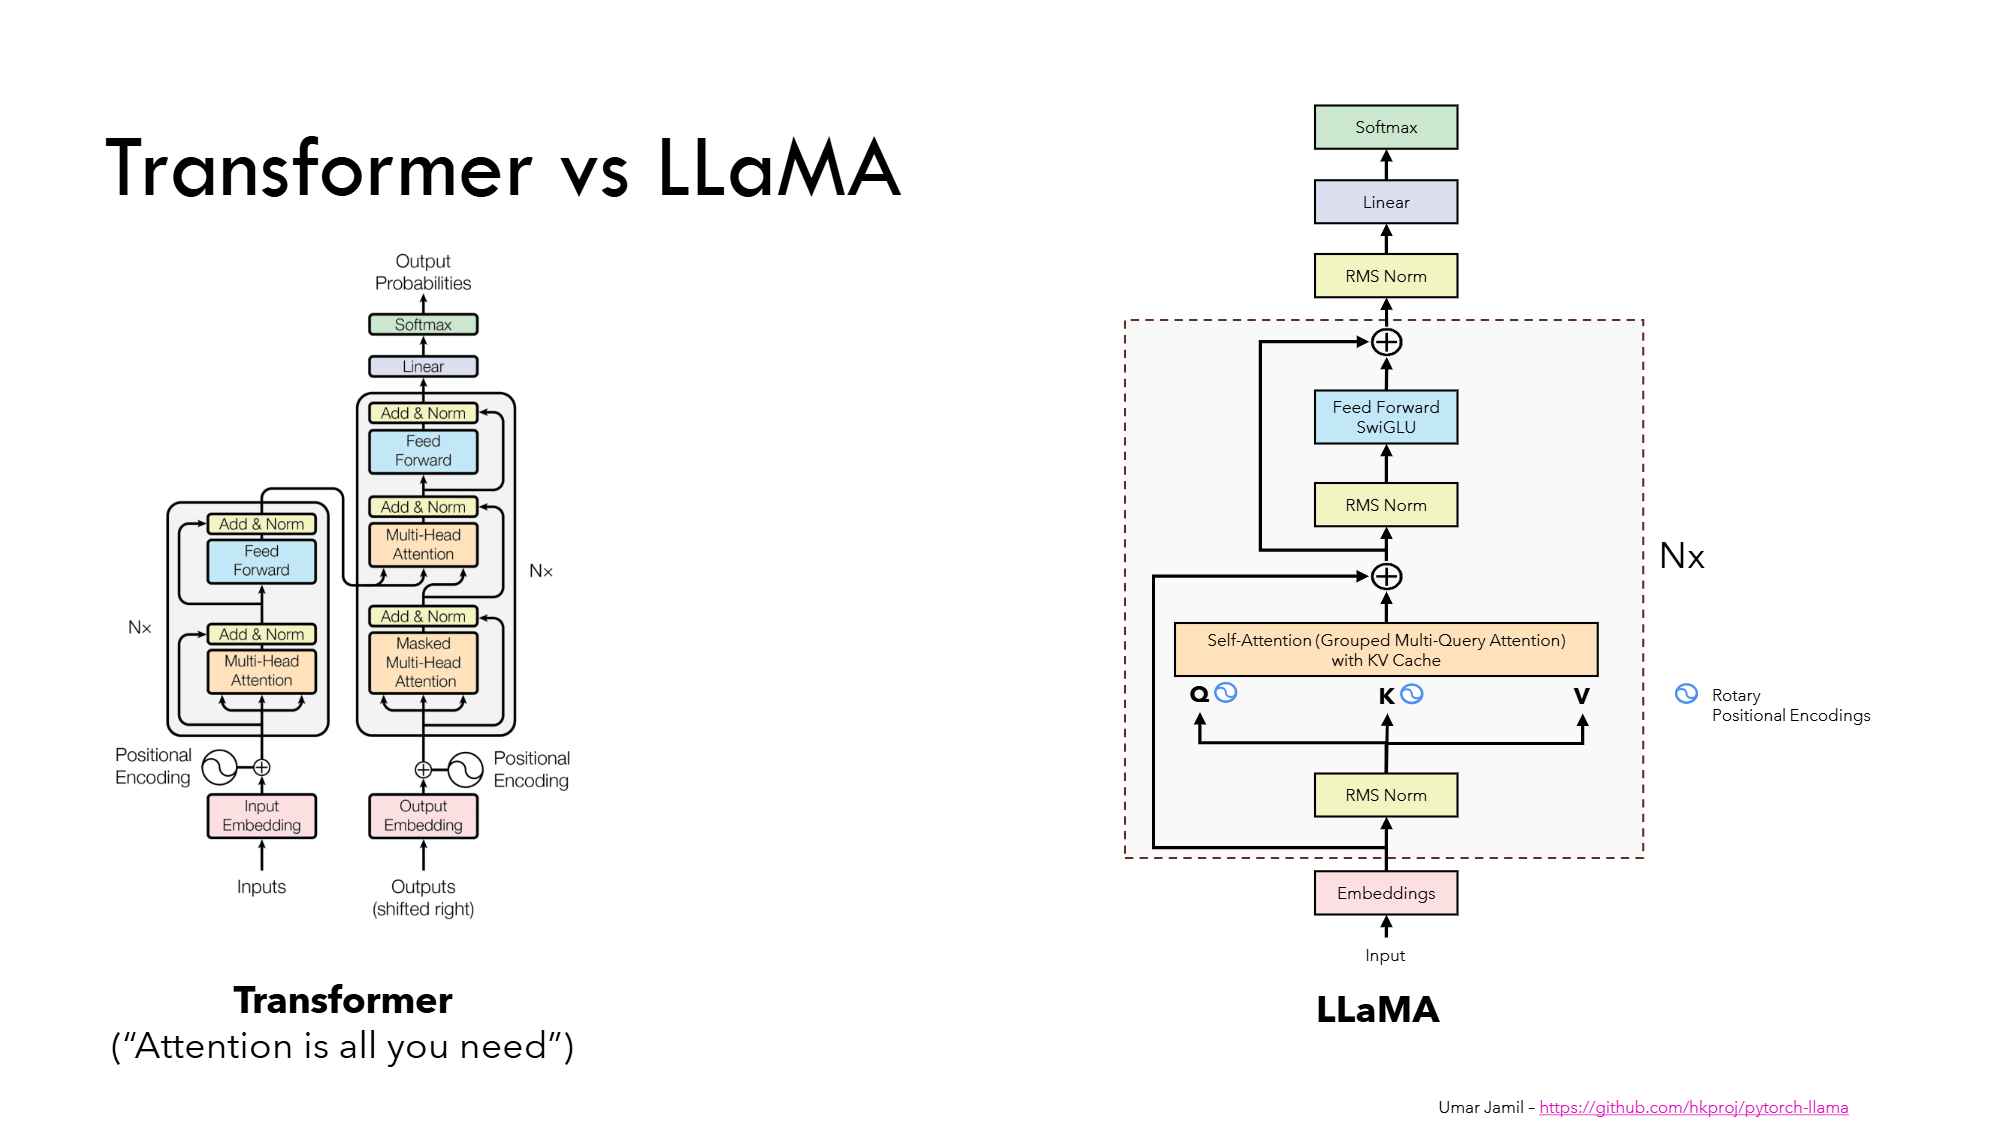 Transformer vs LLaMA
Output
Probabilities
Softmax
Linear
Add & Norm
Feed
Forward
Add & Norm
Multi-Head
Attention
Nx
Add & Norm
Masked
Multi-Head
Attention
Positional
Encoding
Output
Embedding
Outputs
(shifted right)
Add & Norm
Feed
Forward
Nx
Add & Norm
Multi-Head
Attention
Positional
Encoding
Input
Embedding
Inputs
Transformer
(“Attention is all you need”)
Softmax
Linear
RMS Norm
Feed Forward
SwiGLU
RMS Norm
Nx
Self-Attention (Grouped Multi-Query Attention)
with KV Cache
Q
K
V
Rotary
Positional Encodings
RMS Norm
Embeddings
Input
LLaMA
Umar Jamil – https://github.com/hkproj/pytorch-llama